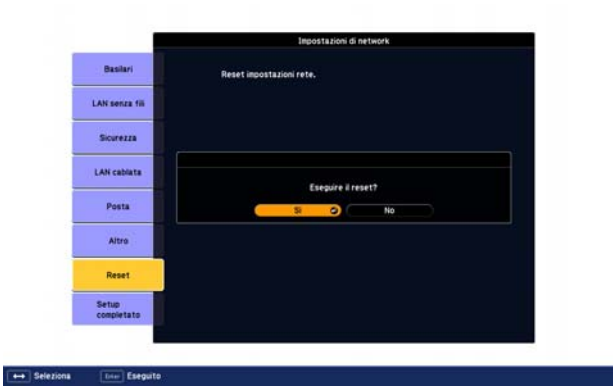 Impostazioni di network
Basilari
LAN senza fili
Sicurezza
LAN cablata
Posta
Altro
Reset
Setup
completato
Reset impostazioni rete.
Eseguire il reset?
Sì No
Seleziona Enter Eseguito